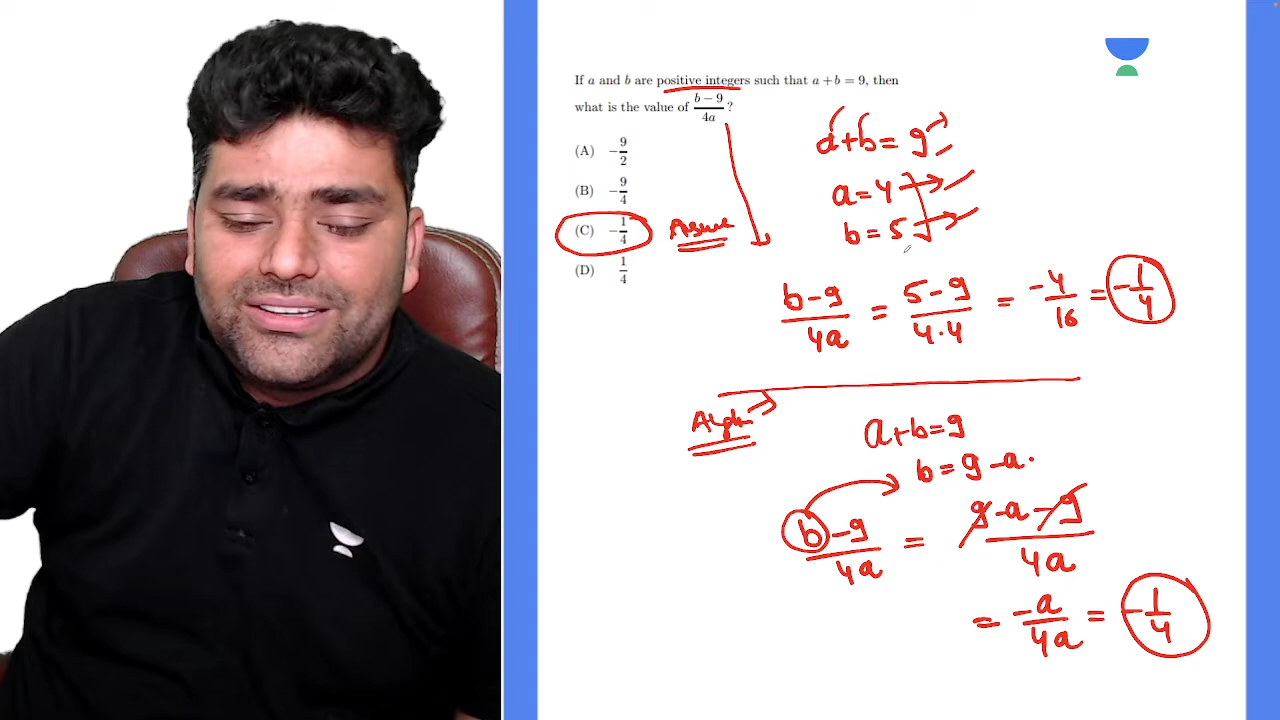 If a and b are positive integers such that a + b = 9, then
what is the value of (b − 9)/(4a) ?
(A) −9/2
(B) −9/4
(C) −1/4
(D) 1/4
a+b = 9
a = 4
b = 5
(b-9)/(4a) = (5-9)/(4·4) = -4/16 = -1/4
a+b=9
b = 9-a.
(b-9)/(4a) = (9-a-9)/(4a)
= -a/(4a) = -1/4